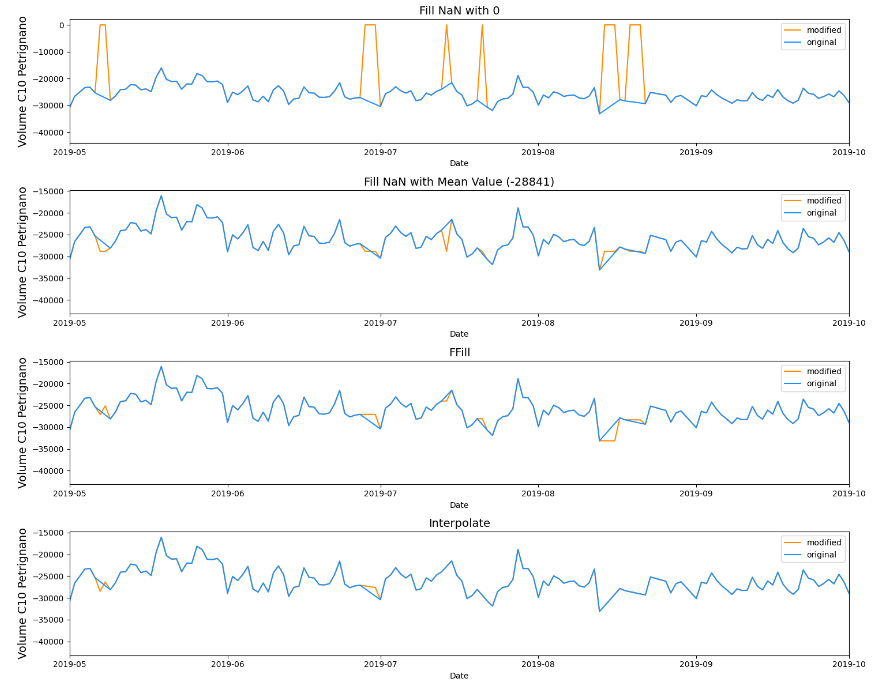 Fill NaN with 0
Volume C10 Petrignano
0
−10000
−20000
−30000
−40000
modified
original
2019-05
2019-06
2019-07
2019-08
2019-09
2019-10
Date
Fill NaN with Mean Value (-28841)
Volume C10 Petrignano
−15000
−20000
−25000
−30000
−35000
−40000
modified
original
2019-05
2019-06
2019-07
2019-08
2019-09
2019-10
Date
FFill
Volume C10 Petrignano
−15000
−20000
−25000
−30000
−35000
−40000
modified
original
2019-05
2019-06
2019-07
2019-08
2019-09
2019-10
Date
Interpolate
Volume C10 Petrignano
−15000
−20000
−25000
−30000
−35000
−40000
modified
original
2019-05
2019-06
2019-07
2019-08
2019-09
2019-10
Date